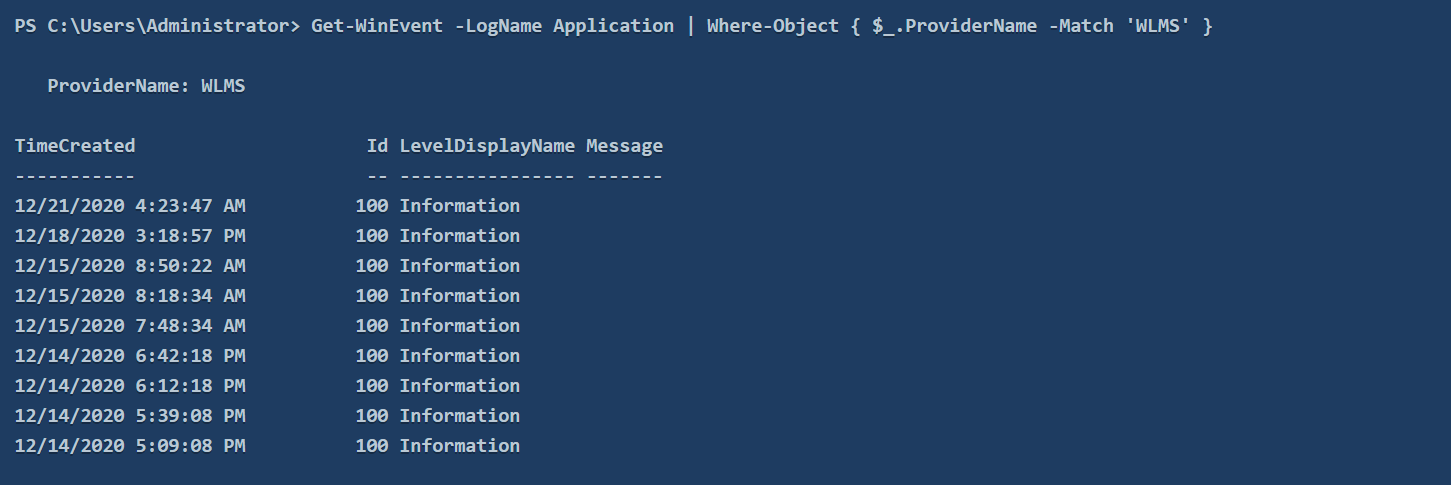 PS C:\Users\Administrator> Get-WinEvent -LogName Application | Where-Object { $_.ProviderName -Match 'WLMS' }
ProviderName: WLMS
TimeCreated Id LevelDisplayName Message
----------- -- ---------------- -------
12/21/2020 4:23:47 AM 100 Information
12/18/2020 3:18:57 PM 100 Information
12/15/2020 8:50:22 AM 100 Information
12/15/2020 8:18:34 AM 100 Information
12/15/2020 7:48:34 AM 100 Information
12/14/2020 6:42:18 PM 100 Information
12/14/2020 6:12:18 PM 100 Information
12/14/2020 5:39:08 PM 100 Information
12/14/2020 5:09:08 PM 100 Information